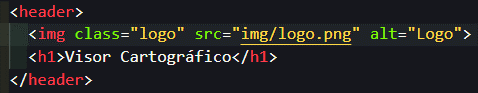 <header>
<img class="logo" src="img/logo.png" alt="Logo">
<h1>Visor Cartográfico</h1>
</header>